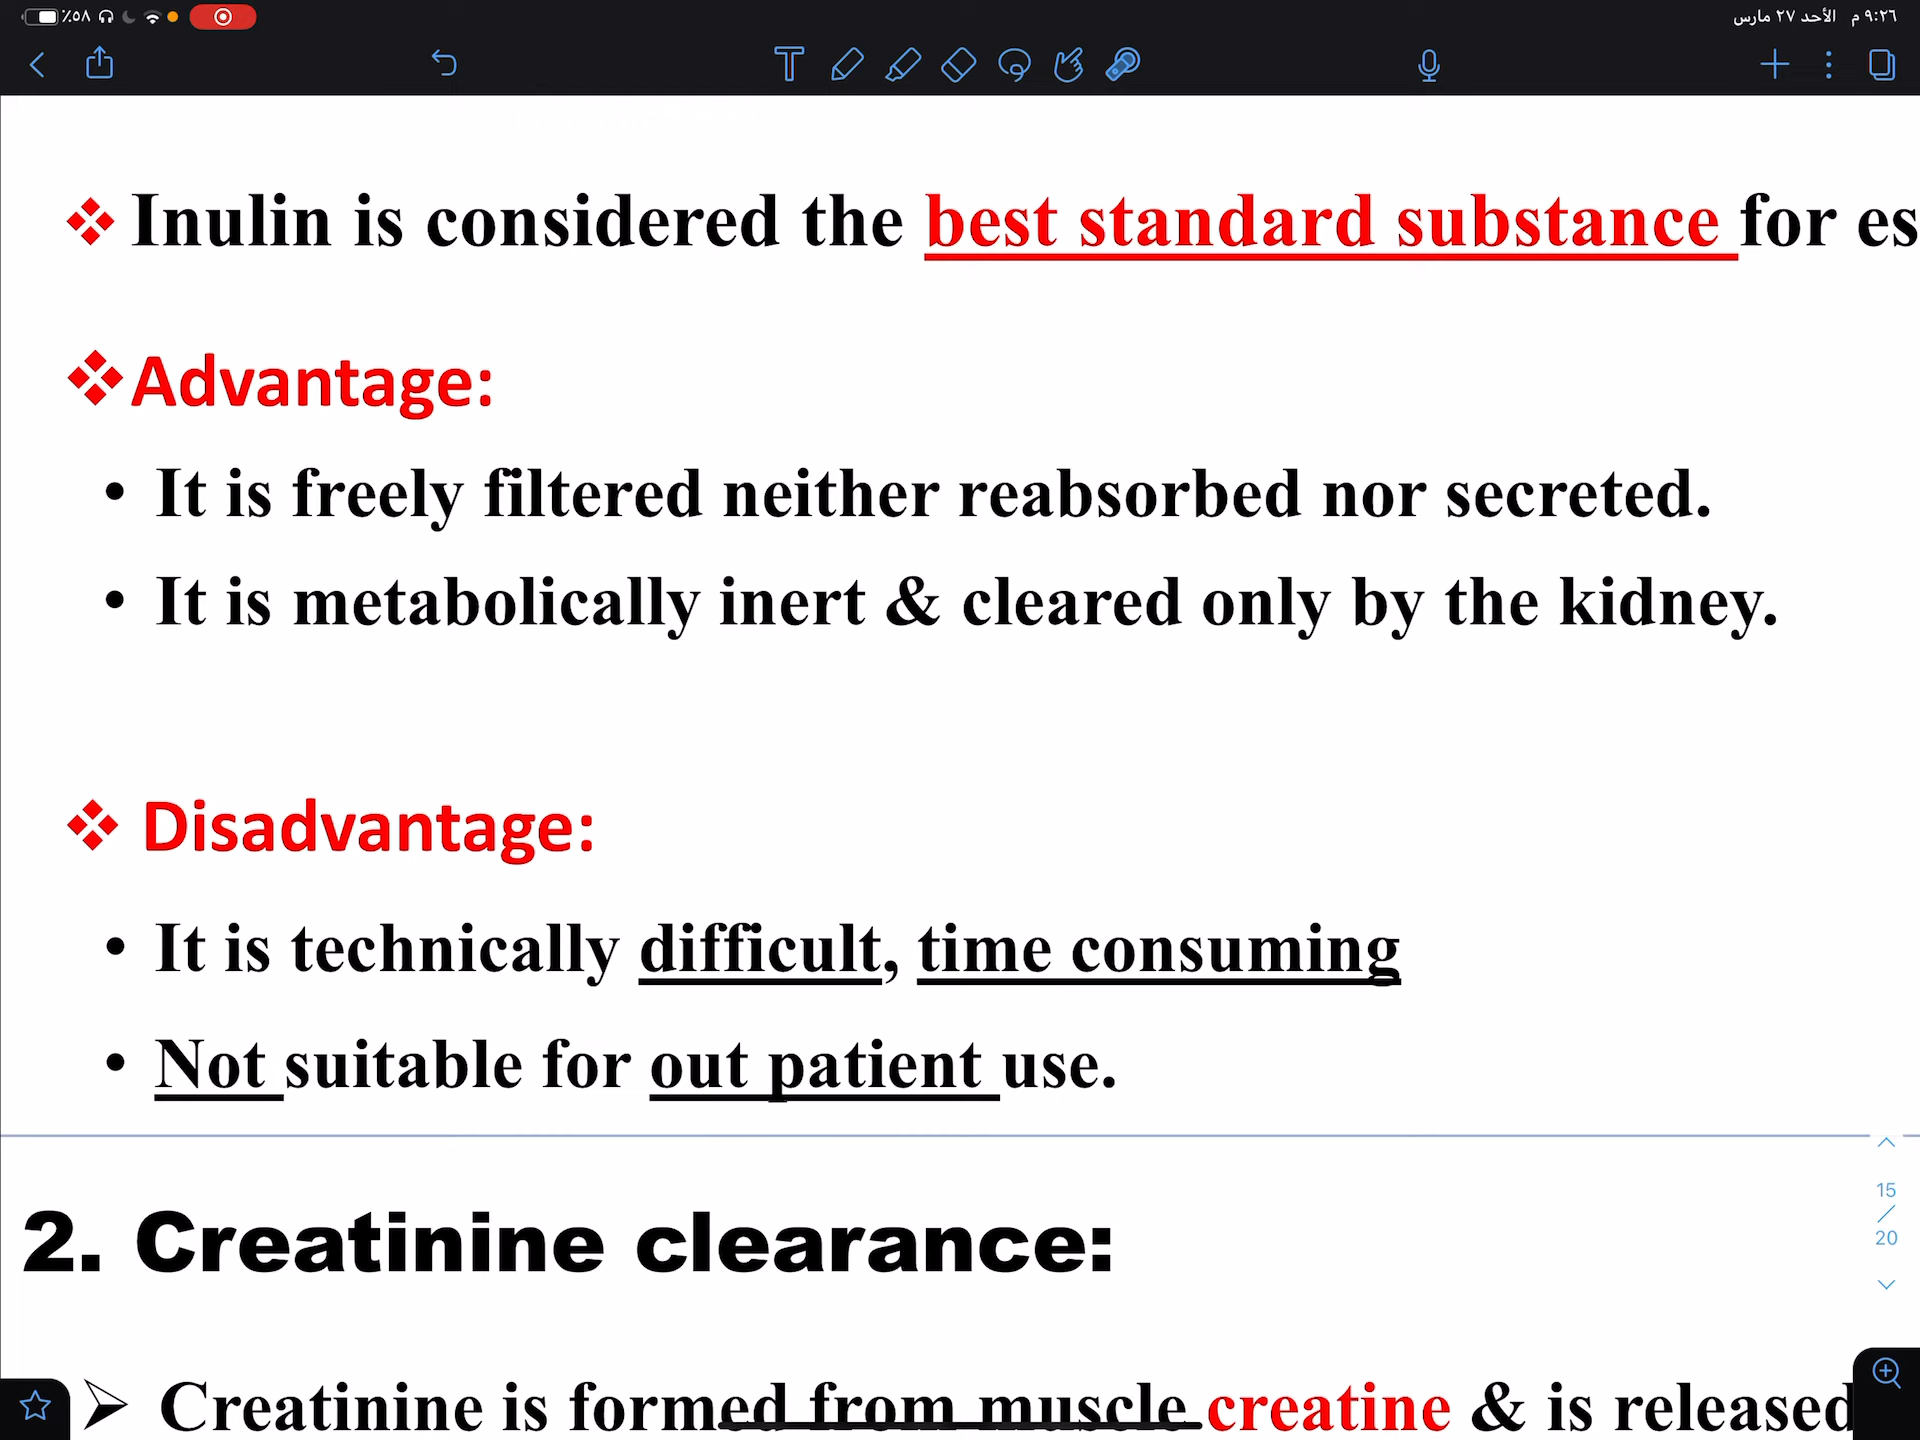 ٪٥٨
٩:٢٦ م الأحد ٢٧ مارس
Inulin is considered the best standard substance for es
Advantage:
• It is freely filtered neither reabsorbed nor secreted.
• It is metabolically inert & cleared only by the kidney.
Disadvantage:
• It is technically difficult, time consuming
• Not suitable for out patient use.
15
/
20
2. Creatinine clearance:
Creatinine is formed from muscle creatine & is released